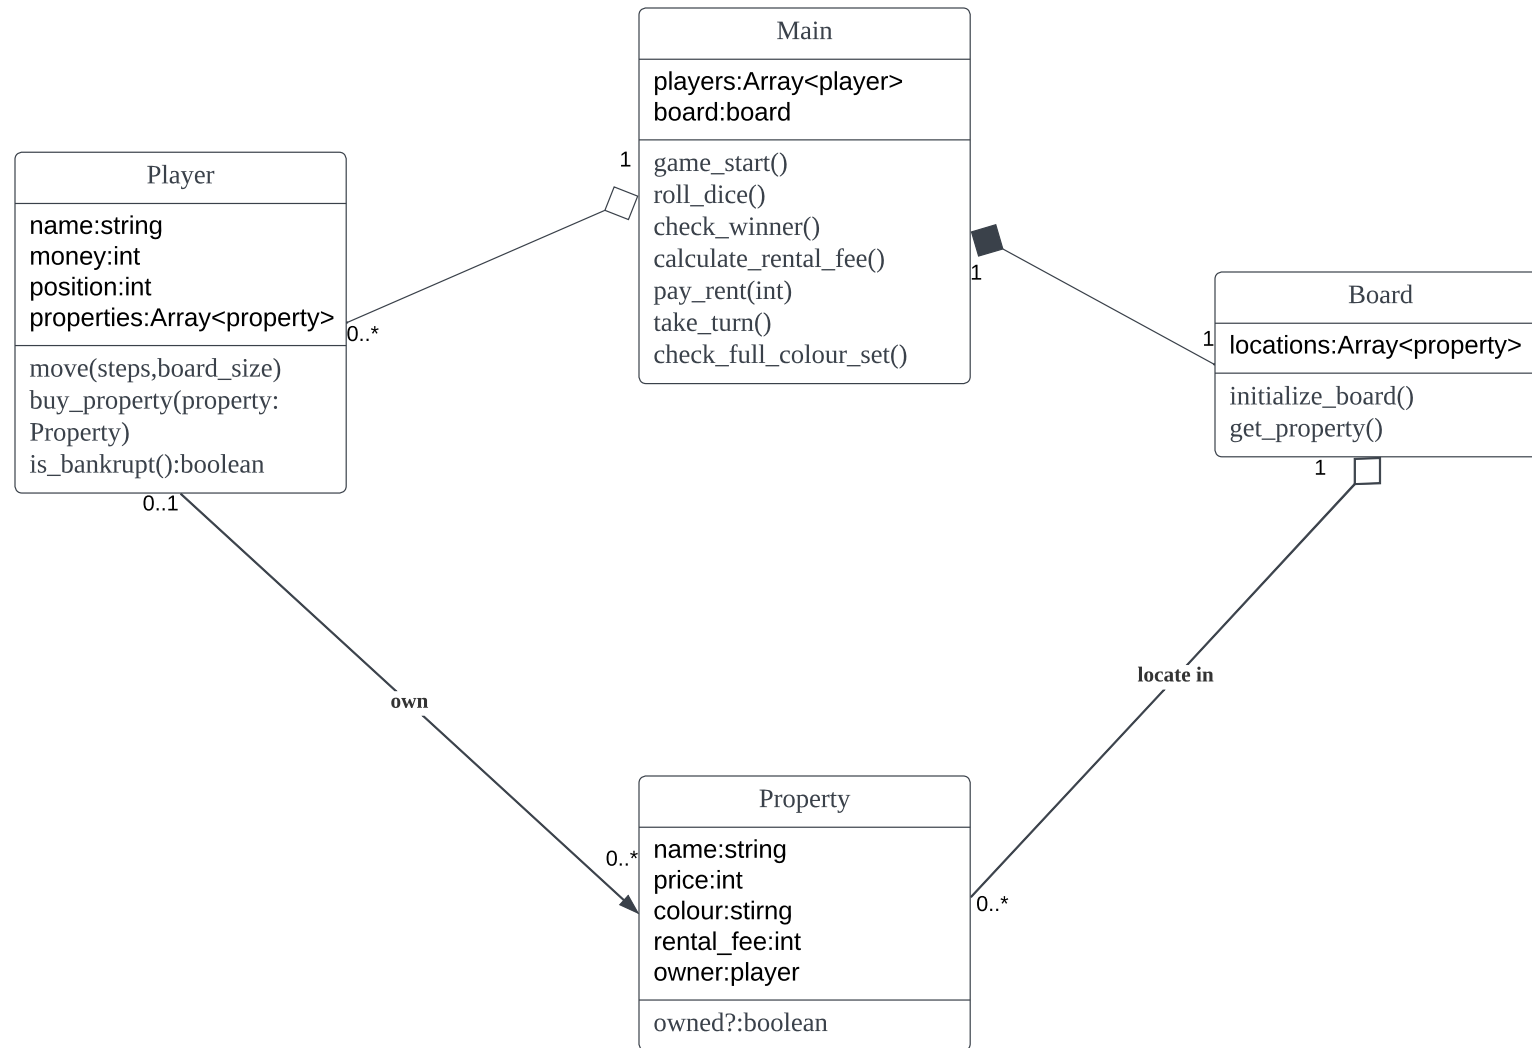 Main
players:Array<player>
board:board
game_start()
roll_dice()
check_winner()
calculate_rental_fee()
pay_rent(int)
take_turn()
check_full_colour_set()
1
1
Player
name:string
money:int
position:int
properties:Array<property>
move(steps,board_size)
buy_property(property:
Property)
is_bankrupt():boolean
0..*
0..1
Board
locations:Array<property>
initialize_board()
get_property()
1
1
own
locate in
Property
name:string
price:int
colour:stirng
rental_fee:int
owner:player
owned?:boolean
0..*
0..*